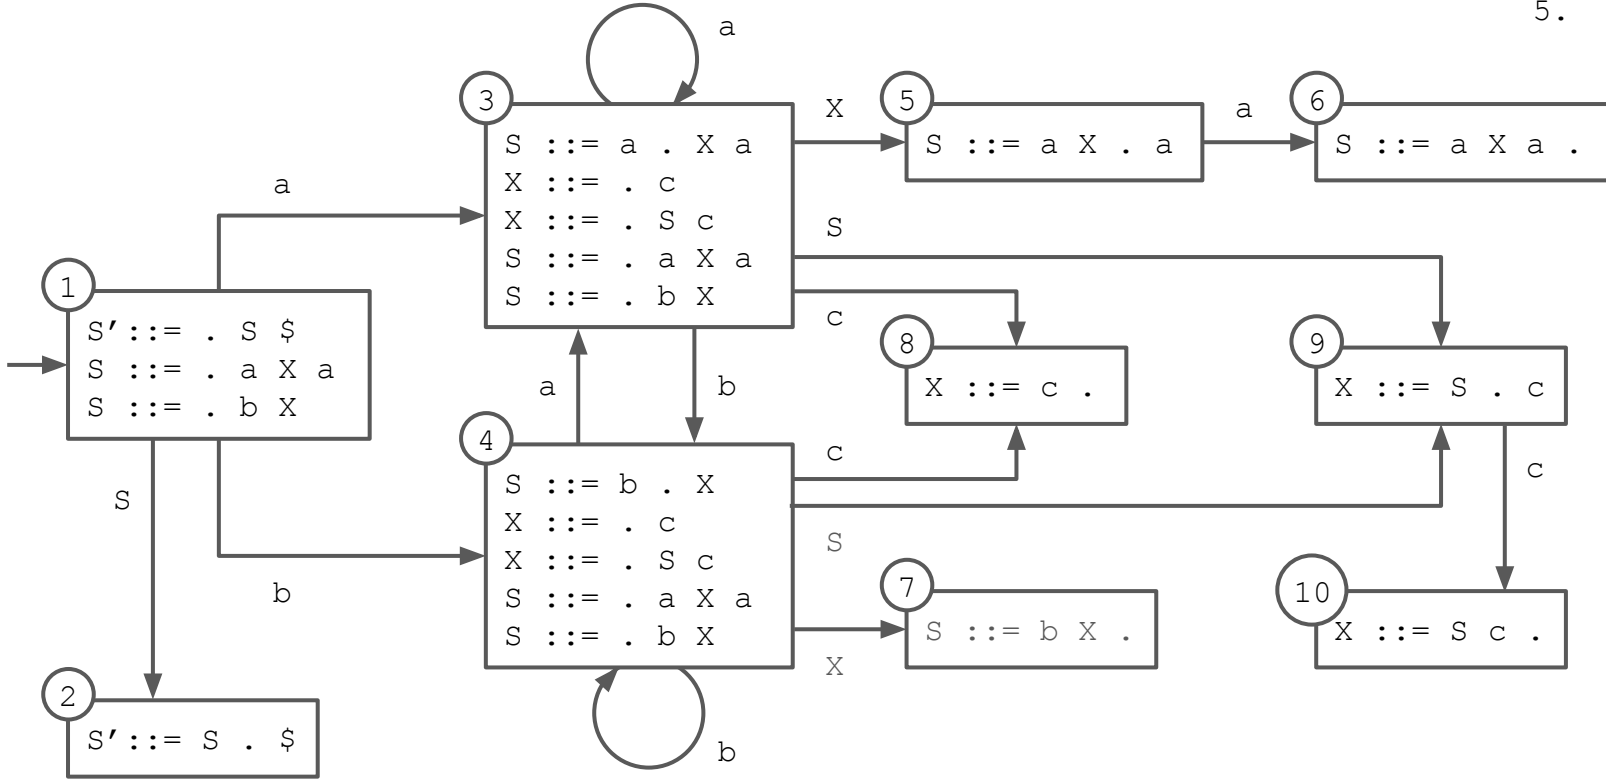 5.
a
3
S ::= a . X a
X ::= . c
X ::= . S c
S ::= . a X a
S ::= . b X
X
5
S ::= a X . a
a
6
S ::= a X a .
a
S
c
1
S’::= . S $
S ::= . a X a
S ::= . b X
8
X ::= c .
9
X ::= S . c
a
b
4
S ::= b . X
X ::= . c
X ::= . S c
S ::= . a X a
S ::= . b X
c
S
c
S
b
7
S ::= b X .
X
10
X ::= S c .
2
S’::= S . $
b